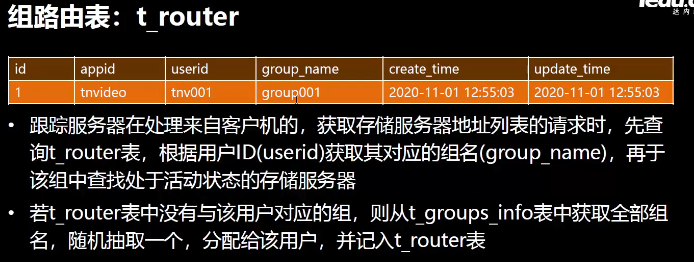 组路由表：t_router
id appid userid group_name create_time update_time
1 tnvideo tnv001 group001 2020-11-01 12:55:03 2020-11-01 12:55:03
• 跟踪服务器在处理来自客户机的，获取存储服务器地址列表的请求时，先查
询t_router表，根据用户ID(userid)获取其对应的组名(group_name)，再于
该组中查找处于活动状态的存储服务器
• 若t_router表中没有与该用户对应的组，则从t_groups_info表中获取全部组
名，随机抽取一个，分配给该用户，并记入t_router表